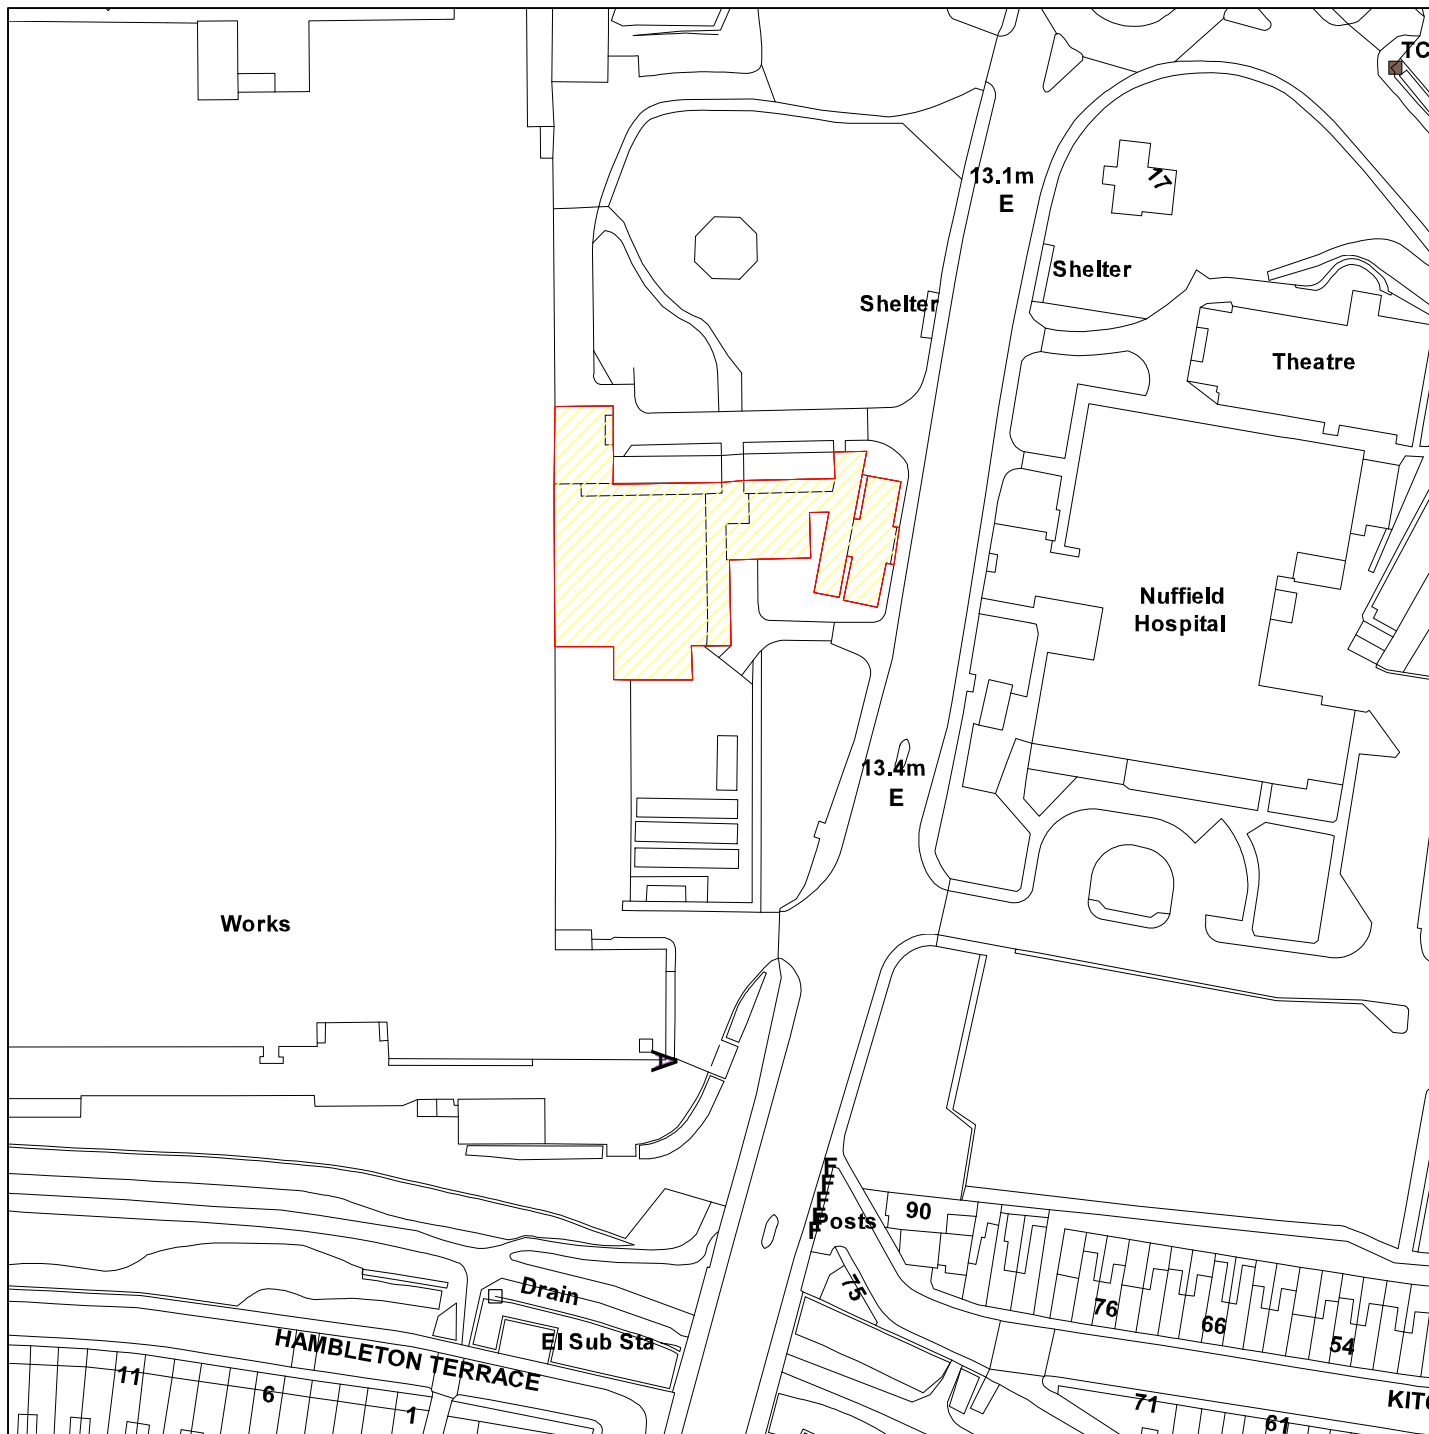 TC
13.1m
E
17
Shelter
Shelter
Theatre
Nuffield
Hospital
13.4m
E
Works
A
F
F
F
F
F
Posts
90
75
Drain
El Sub Sta
HAMBLETON TERRACE
76
66
54
11
6
1
71
61
KITC